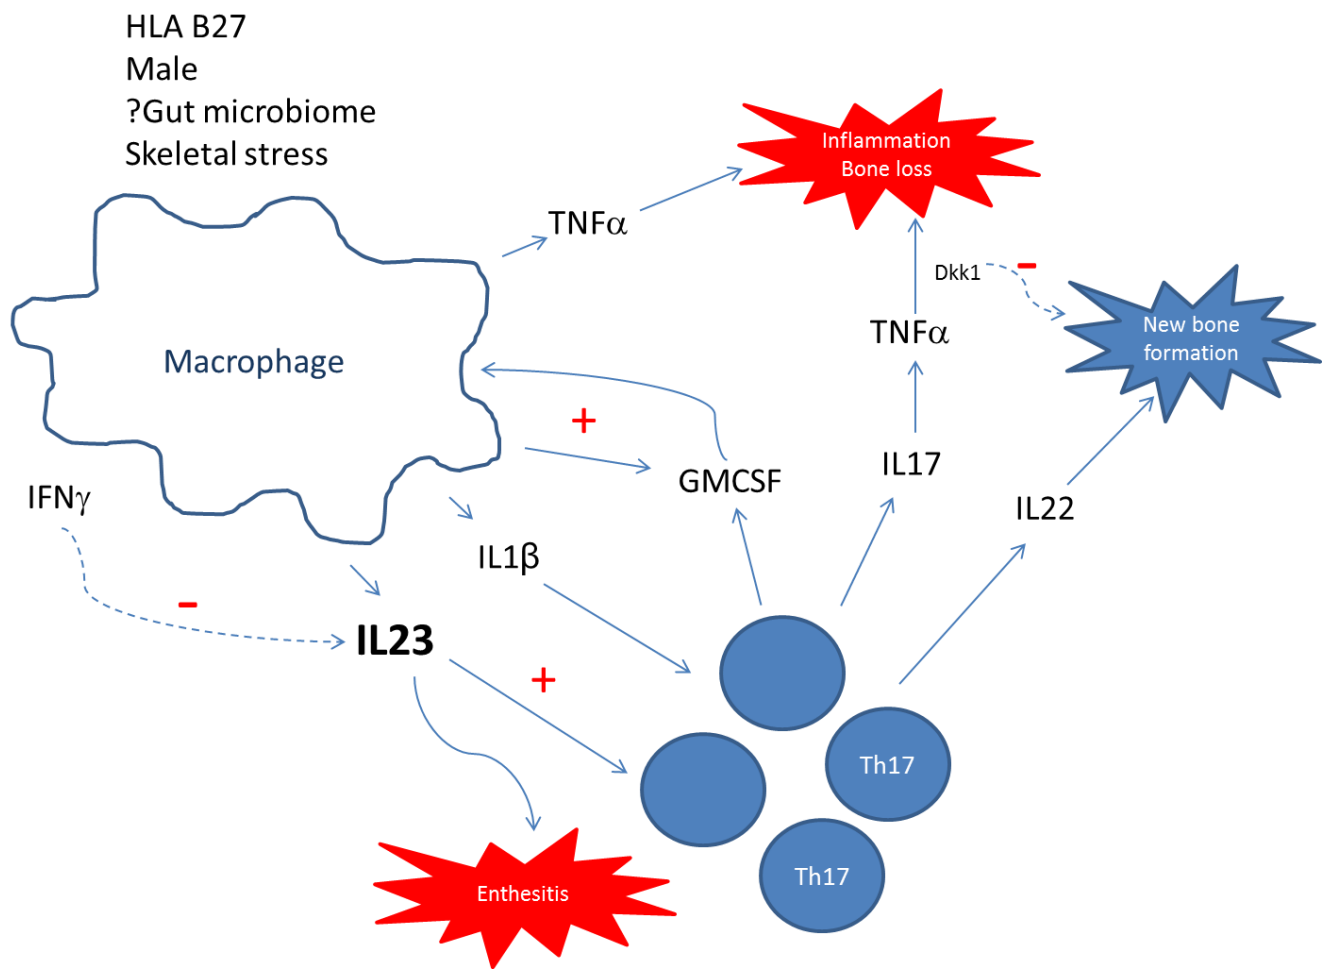 HLA B27
Male
?Gut microbiome
Skeletal stress
Inflammation
Bone loss
TNFα
Dkk1
-
TNFα
New bone
formation
Macrophage
+
IL17
GMCSF
IFNγ
IL22
IL1β
-
IL23
+
Th17
Th17
Enthesitis